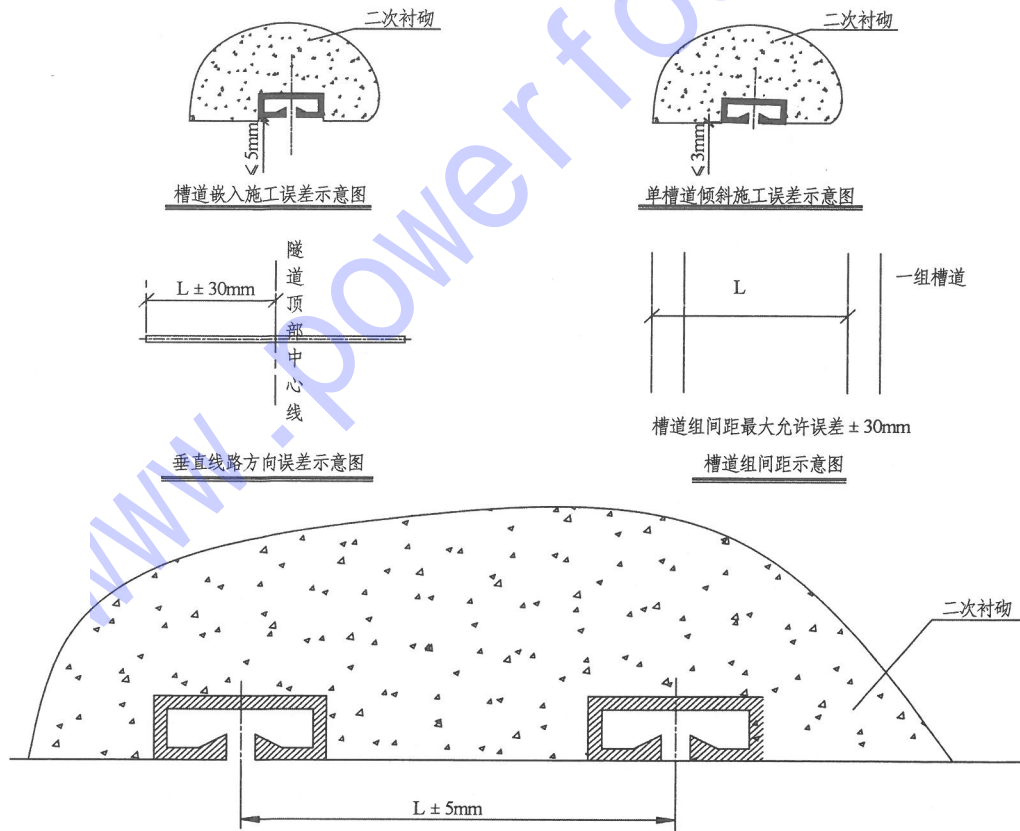 二次衬砌
二次衬砌
≤5mm
≤3mm
槽道嵌入施工误差示意图
单槽道倾斜施工误差示意图
L ± 30mm
隧道顶部中心线
L
一组槽道
槽道组间距最大允许误差 ± 30mm
垂直线路方向误差示意图
槽道组间距示意图
二次衬砌
L ± 5mm